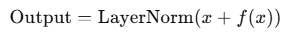 Output = LayerNorm(x + f(x))